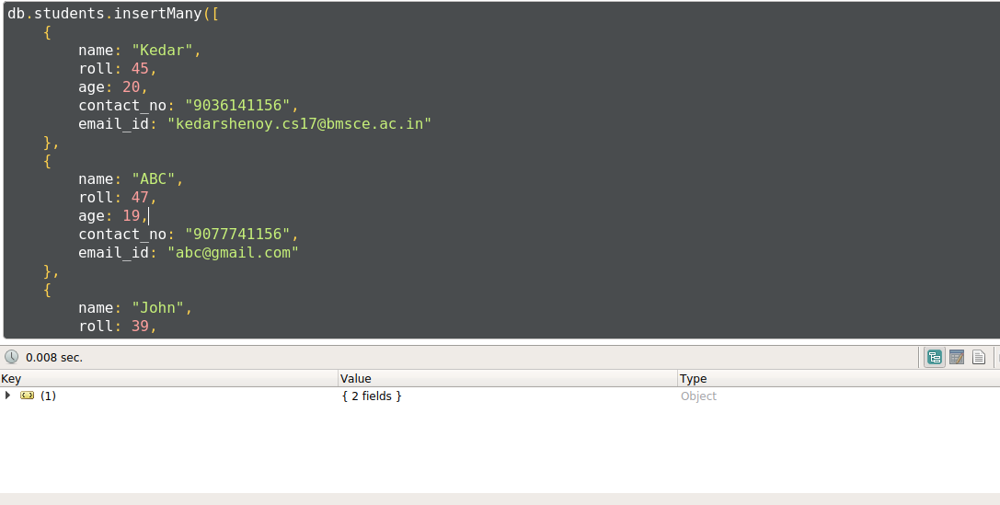 db.students.insertMany([
    {
        name: "Kedar",
        roll: 45,
        age: 20,
        contact_no: "9036141156",
        email_id: "kedarshenoy.cs17@bmsce.ac.in"
    },
    {
        name: "ABC",
        roll: 47,
        age: 19,
        contact_no: "9077741156",
        email_id: "abc@gmail.com"
    },
    {
        name: "John",
        roll: 39,
0.008 sec.
Key Value Type
(1) { 2 fields } Object